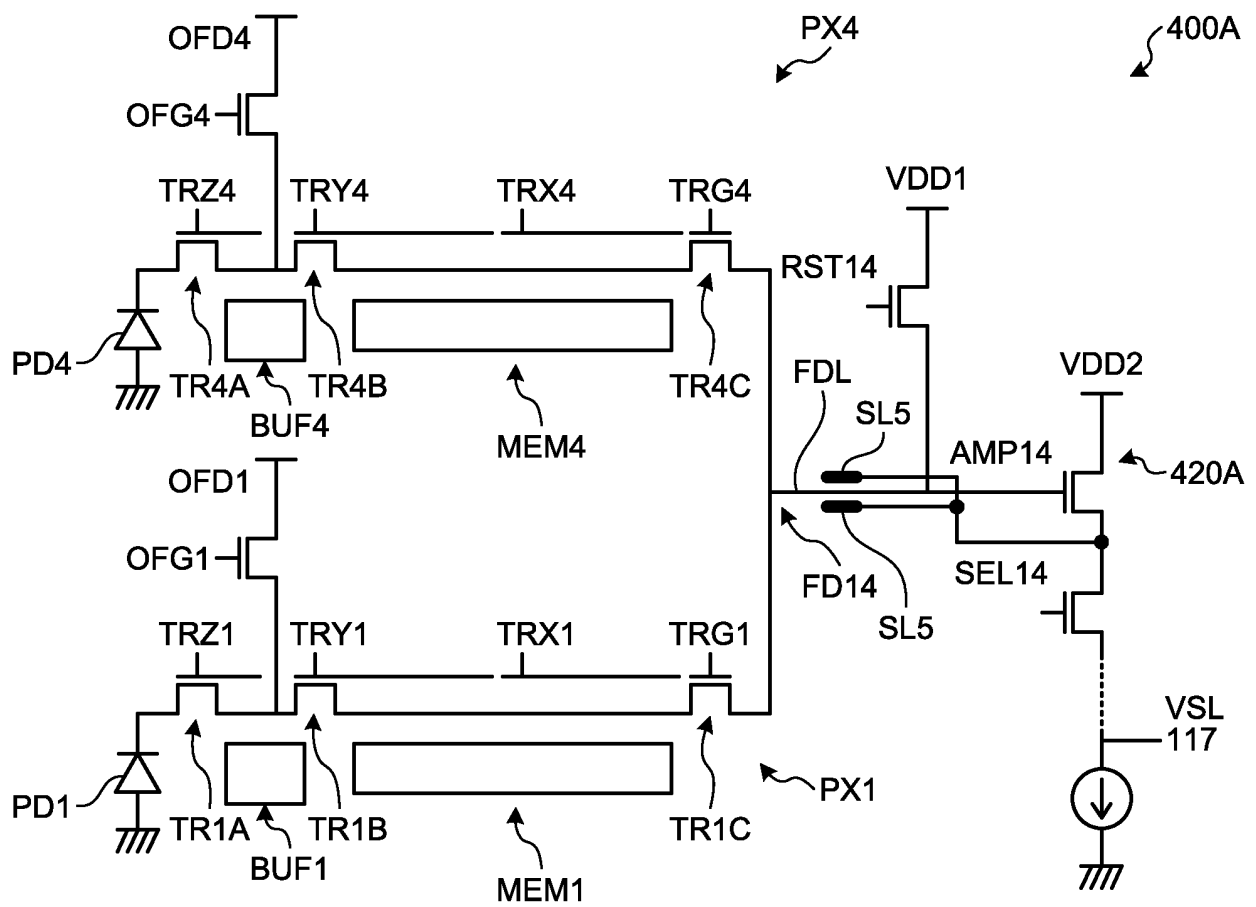 OFD4
PX4
400A
OFG4
TRZ4
TRY4
TRX4
TRG4
VDD1
RST14
PD4
TR4A
TR4B
TR4C
BUF4
MEM4
FDL
SL5
VDD2
AMP14
420A
OFD1
OFG1
FD14
SEL14
SL5
TRZ1
TRY1
TRX1
TRG1
VSL
117
PD1
TR1A
TR1B
TR1C
PX1
BUF1
MEM1